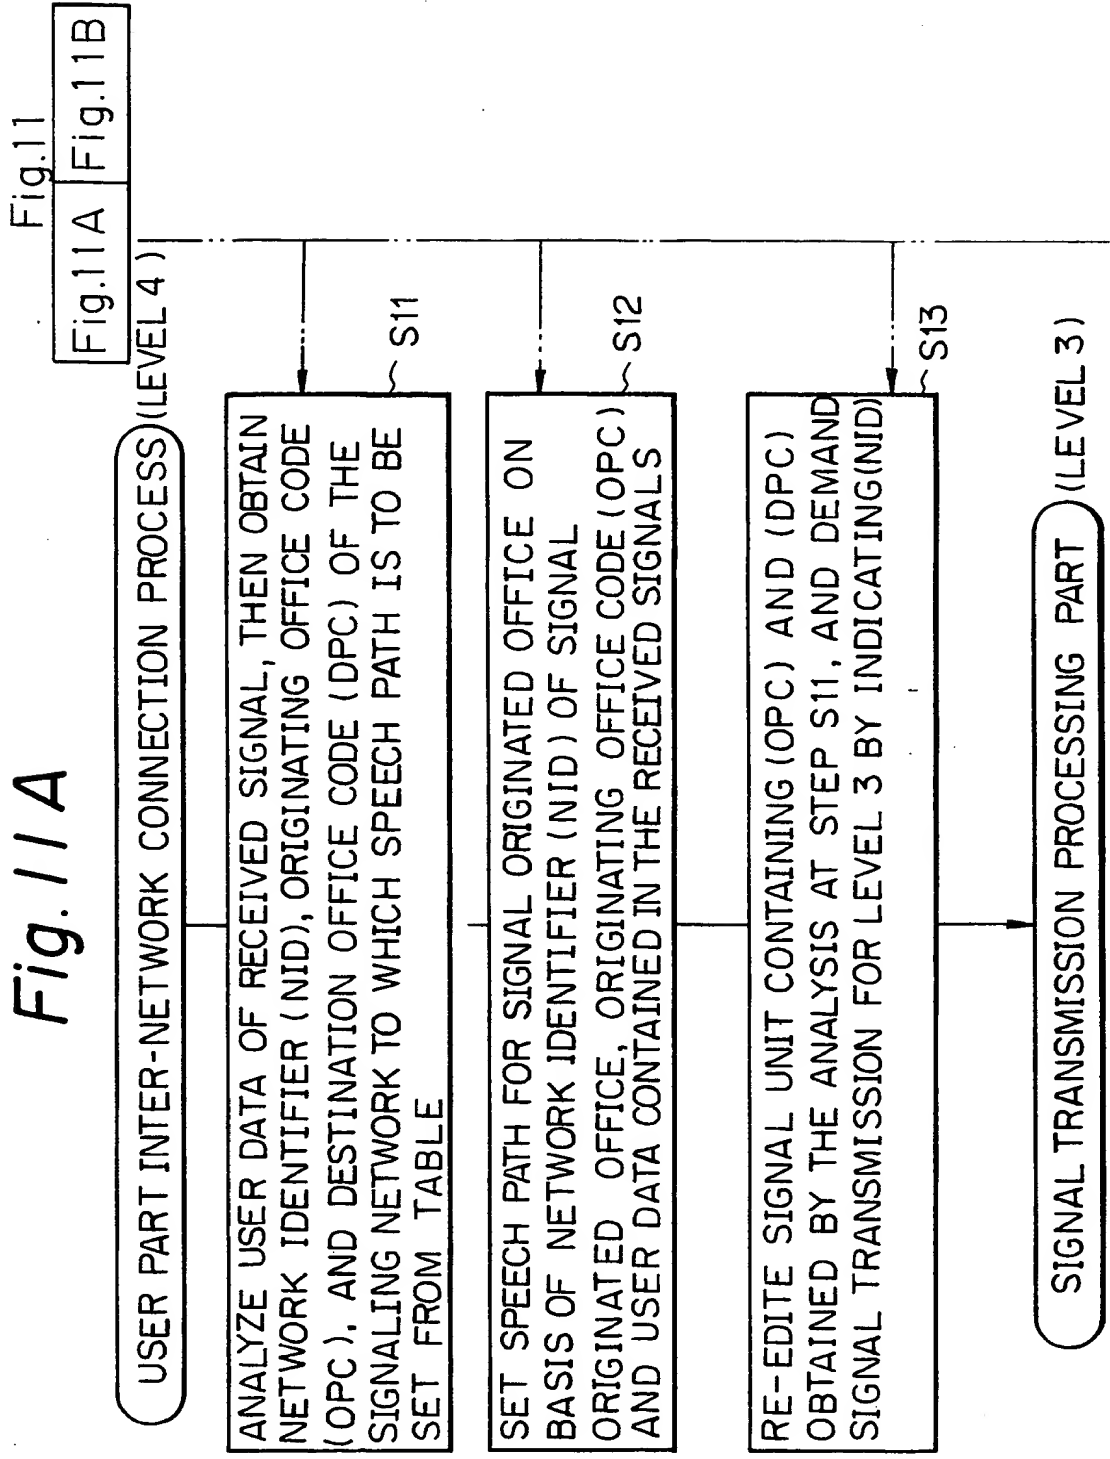 Fig. 11A
Fig.11
Fig.11A Fig.11B
USER PART INTER-NETWORK CONNECTION PROCESS (LEVEL 4)
ANALYZE USER DATA OF RECEIVED SIGNAL, THEN OBTAIN
NETWORK IDENTIFIER (NID), ORIGINATING OFFICE CODE
(OPC), AND DESTINATION OFFICE CODE (DPC) OF THE
SIGNALING NETWORK TO WHICH SPEECH PATH IS TO BE
SET FROM TABLE
S11
SET SPEECH PATH FOR SIGNAL ORIGINATED OFFICE ON
BASIS OF NETWORK IDENTIFIER (NID) OF SIGNAL
ORIGINATED OFFICE, ORIGINATING OFFICE CODE (OPC)
AND USER DATA CONTAINED IN THE RECEIVED SIGNALS
S12
RE-EDITE SIGNAL UNIT CONTAINING (OPC) AND (DPC)
OBTAINED BY THE ANALYSIS AT STEP S11, AND DEMAND
SIGNAL TRANSMISSION FOR LEVEL 3 BY INDICATING (NID)
S13
SIGNAL TRANSMISSION PROCESSING PART (LEVEL 3)